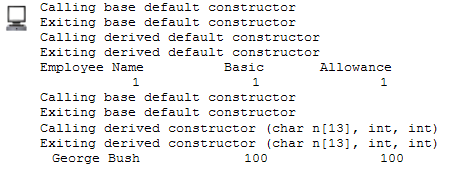 Calling base default constructor
Exiting base default constructor
Calling derived default constructor
Exiting derived default constructor
Employee Name Basic Allowance
1 1 1
Calling base default constructor
Exiting base default constructor
Calling derived constructor (char n[13], int, int)
Exiting derived constructor (char n[13], int, int)
George Bush 100 100